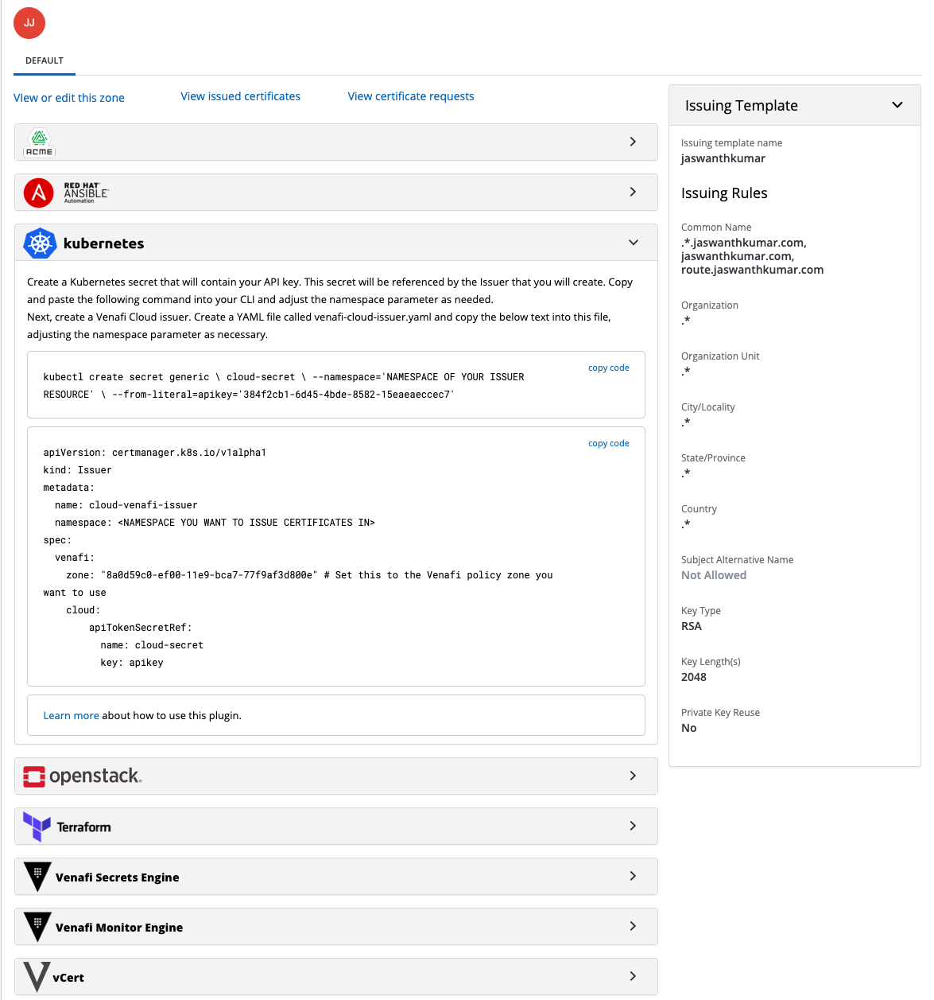 JJ
DEFAULT
VIew or edit this zone
View issued certificates
View certificate requests
ACME
RED HAT
ANSIBLE
Automation
kubernetes
Create a Kubernetes secret that will contain your API key. This secret will be referenced by the Issuer that you will create. Copy
and paste the following command into your CLI and adjust the namespace parameter as needed.
Next, create a Venafi Cloud issuer. Create a YAML file called venafi-cloud-issuer.yaml and copy the below text into this file,
adjusting the namespace parameter as necessary.
copy code
kubectl create secret generic \ cloud-secret \ --namespace='NAMESPACE OF YOUR ISSUER
RESOURCE' \ --from-literal=apikey='384f2cb1-6d45-4bde-8582-15eaeaeccec7'
copy code
apiVersion: certmanager.k8s.io/v1alpha1
kind: Issuer
metadata:
  name: cloud-venafi-issuer
  namespace: <NAMESPACE YOU WANT TO ISSUE CERTIFICATES IN>
spec:
  venafi:
    zone: "8a0d59c0-ef00-11e9-bca7-77f9af3d800e" # Set this to the Venafi policy zone you
want to use
    cloud:
        apiTokenSecretRef:
          name: cloud-secret
          key: apikey
Learn more about how to use this plugin.
openstack.
Terraform
Venafi Secrets Engine
Venafi Monitor Engine
vCert
Issuing Template
Issuing template name
jaswanthkumar
Issuing Rules
Common Name
.*.jaswanthkumar.com,
jaswanthkumar.com,
route.jaswanthkumar.com
Organization
.*
Organization Unit
.*
City/Locality
.*
State/Province
.*
Country
.*
Subject Alternative Name
Not Allowed
Key Type
RSA
Key Length(s)
2048
Private Key Reuse
No